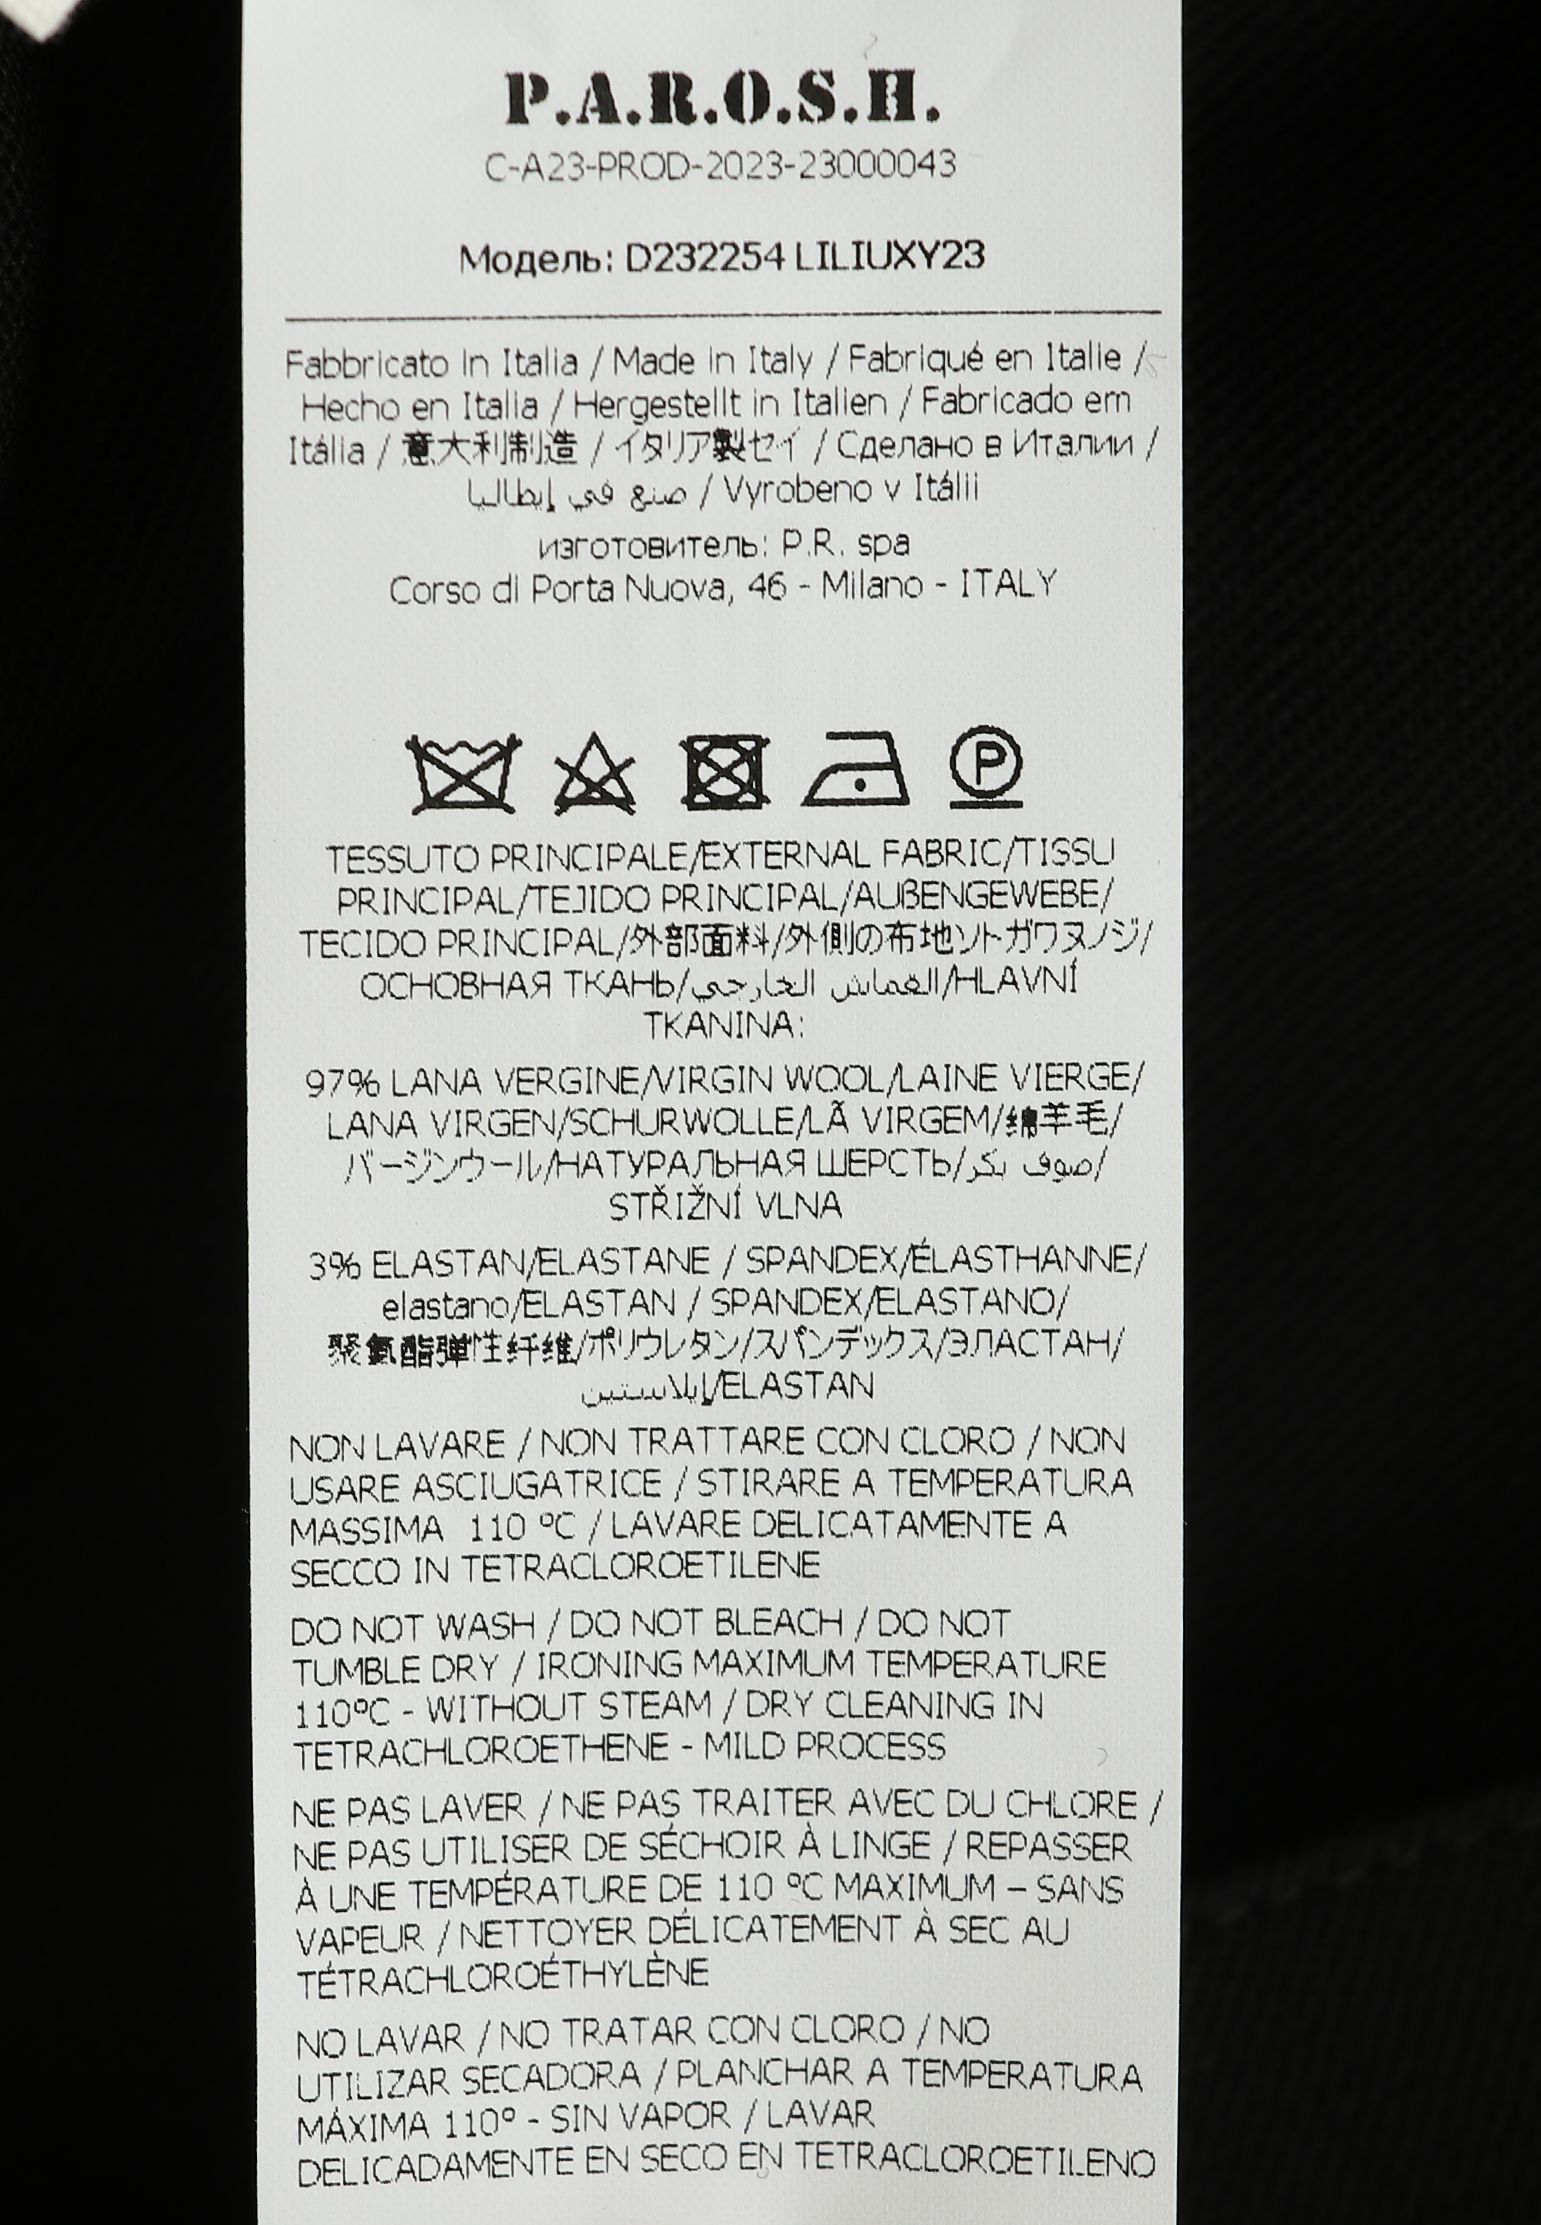 P.A.R.O.S.H.
C-A23-PROD-2023-23000043
Модель: D232254 LILIUXY23
Fabbricato in Italia / Made in Italy / Fabriqué en Italie /
Hecho en Italia / Hergestellt in Italien / Fabricado em
Itália / 意大利制造 / イタリア製セイ / Сделано в Италии /
صنع في إيطاليا / Vyrobeno v Itálii
изготовитель: P.R. spa
Corso di Porta Nuova, 46 - Milano - ITALY
P
TESSUTO PRINCIPALE/EXTERNAL FABRIC/TISSU
PRINCIPAL/TEJIDO PRINCIPAL/AUßENGEWEBE/
TECIDO PRINCIPAL/外部面料/外側の布地ソトガワヌノジ/
ОСНОВНАЯ ТКАНЬ/القماش الخارجي/HLAVNÍ
TKANINA:
97% LANA VERGINE/VIRGIN WOOL/LAINE VIERGE/
LANA VIRGEN/SCHURWOLLE/LÃ VIRGEM/绵羊毛/
バージンウール/НАТУРАЛЬНАЯ ШЕРСТЬ/صوف بكر/
STŘIŽNÍ VLNA
3% ELASTAN/ELASTANE / SPANDEX/ÉLASTHANNE/
elastano/ELASTAN / SPANDEX/ELASTANO/
聚氨酯弹性纤维/ポリウレタン/スパンデックス/ЭЛАСТАН/
إيلاستين/ELASTAN
NON LAVARE / NON TRATTARE CON CLORO / NON
USARE ASCIUGATRICE / STIRARE A TEMPERATURA
MASSIMA 110 ºC / LAVARE DELICATAMENTE A
SECCO IN TETRACLOROETILENE
DO NOT WASH / DO NOT BLEACH / DO NOT
TUMBLE DRY / IRONING MAXIMUM TEMPERATURE
110ºC - WITHOUT STEAM / DRY CLEANING IN
TETRACHLOROETHENE - MILD PROCESS
NE PAS LAVER / NE PAS TRAITER AVEC DU CHLORE /
NE PAS UTILISER DE SÉCHOIR À LINGE / REPASSER
À UNE TEMPÉRATURE DE 110 ºC MAXIMUM – SANS
VAPEUR / NETTOYER DÉLICATEMENT À SEC AU
TÉTRACHLOROÉTHYLÈNE
NO LAVAR / NO TRATAR CON CLORO / NO
UTILIZAR SECADORA / PLANCHAR A TEMPERATURA
MÁXIMA 110º - SIN VAPOR / LAVAR
DELICADAMENTE EN SECO EN TETRACLOROETILENO